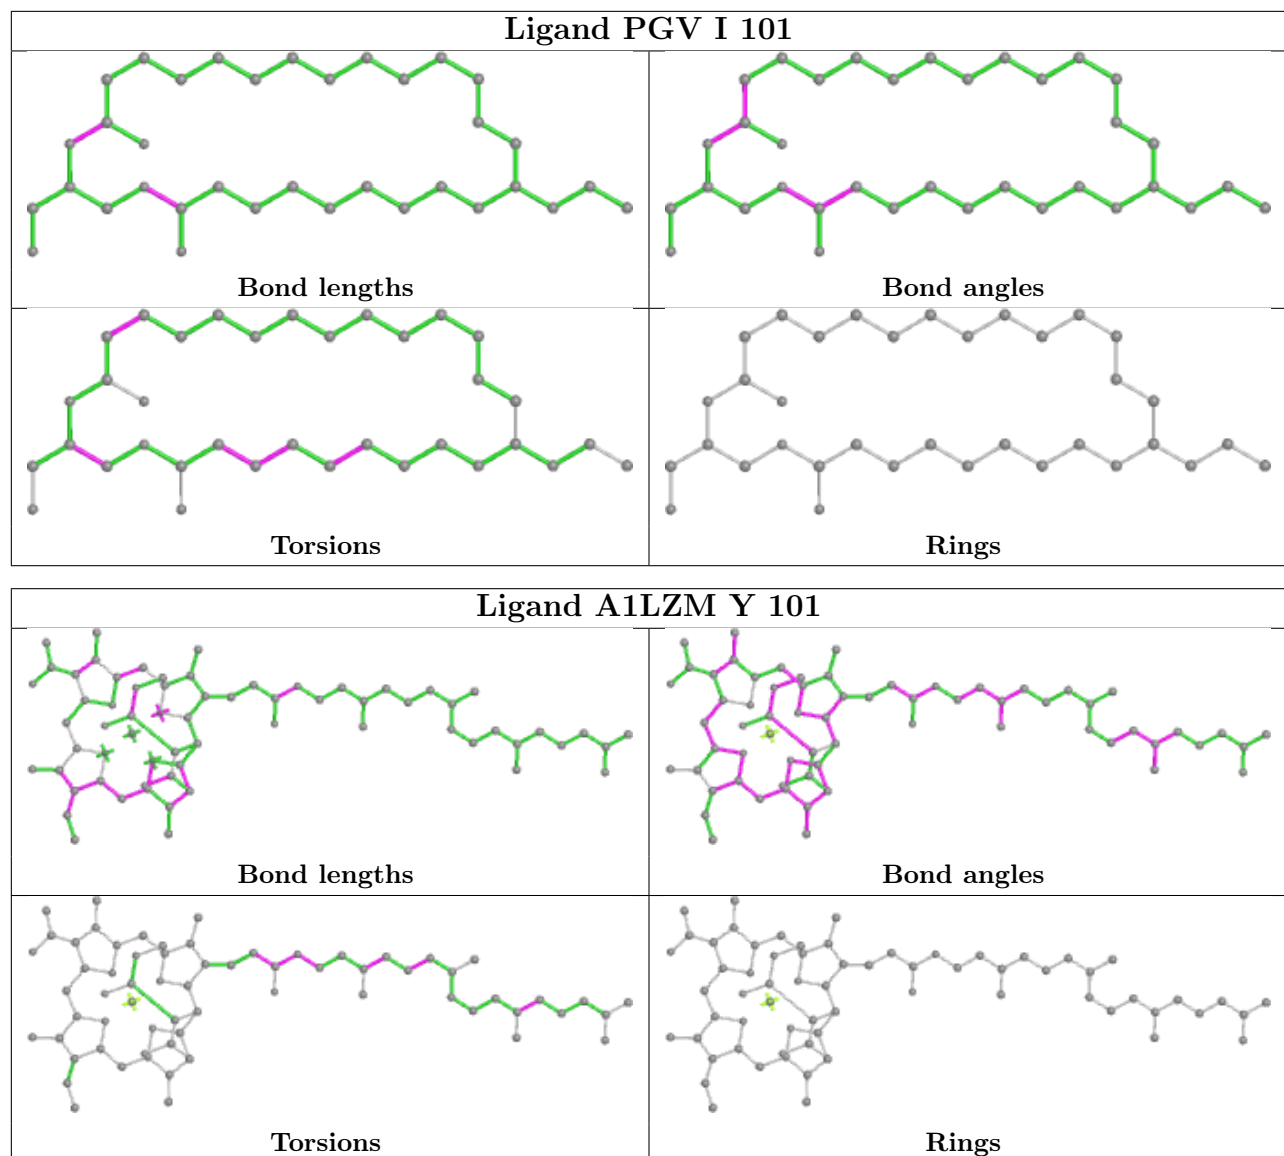 Ligand PGV I 101
Bond lengths
Bond angles
Torsions
Rings
Ligand A1LZM Y 101
Bond lengths
Bond angles
Torsions
Rings